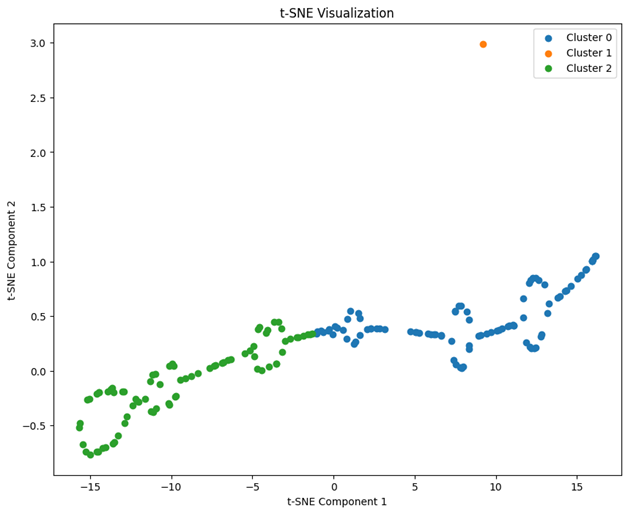 t-SNE Visualization
Cluster 0
Cluster 1
Cluster 2
t-SNE Component 2
3.0
2.5
2.0
1.5
1.0
0.5
0.0
−0.5
−15
−10
−5
0
5
10
15
t-SNE Component 1